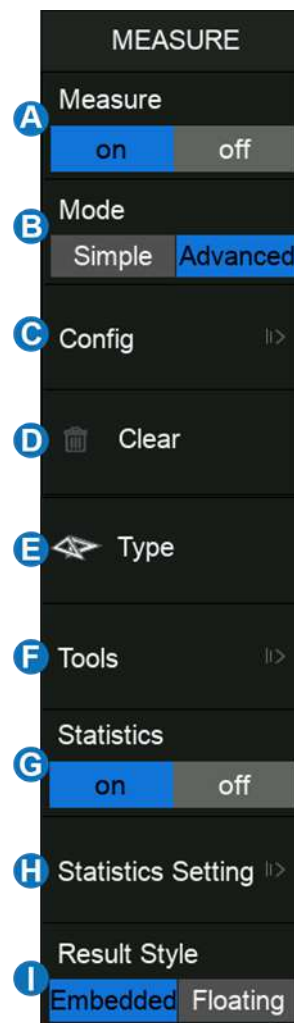 MEASURE
Measure
A
on off
Mode
B
Simple Advanced
C Config
D Clear
E Type
F Tools
Statistics
G
on off
H Statistics Setting
Result Style
I
Embedded Floating